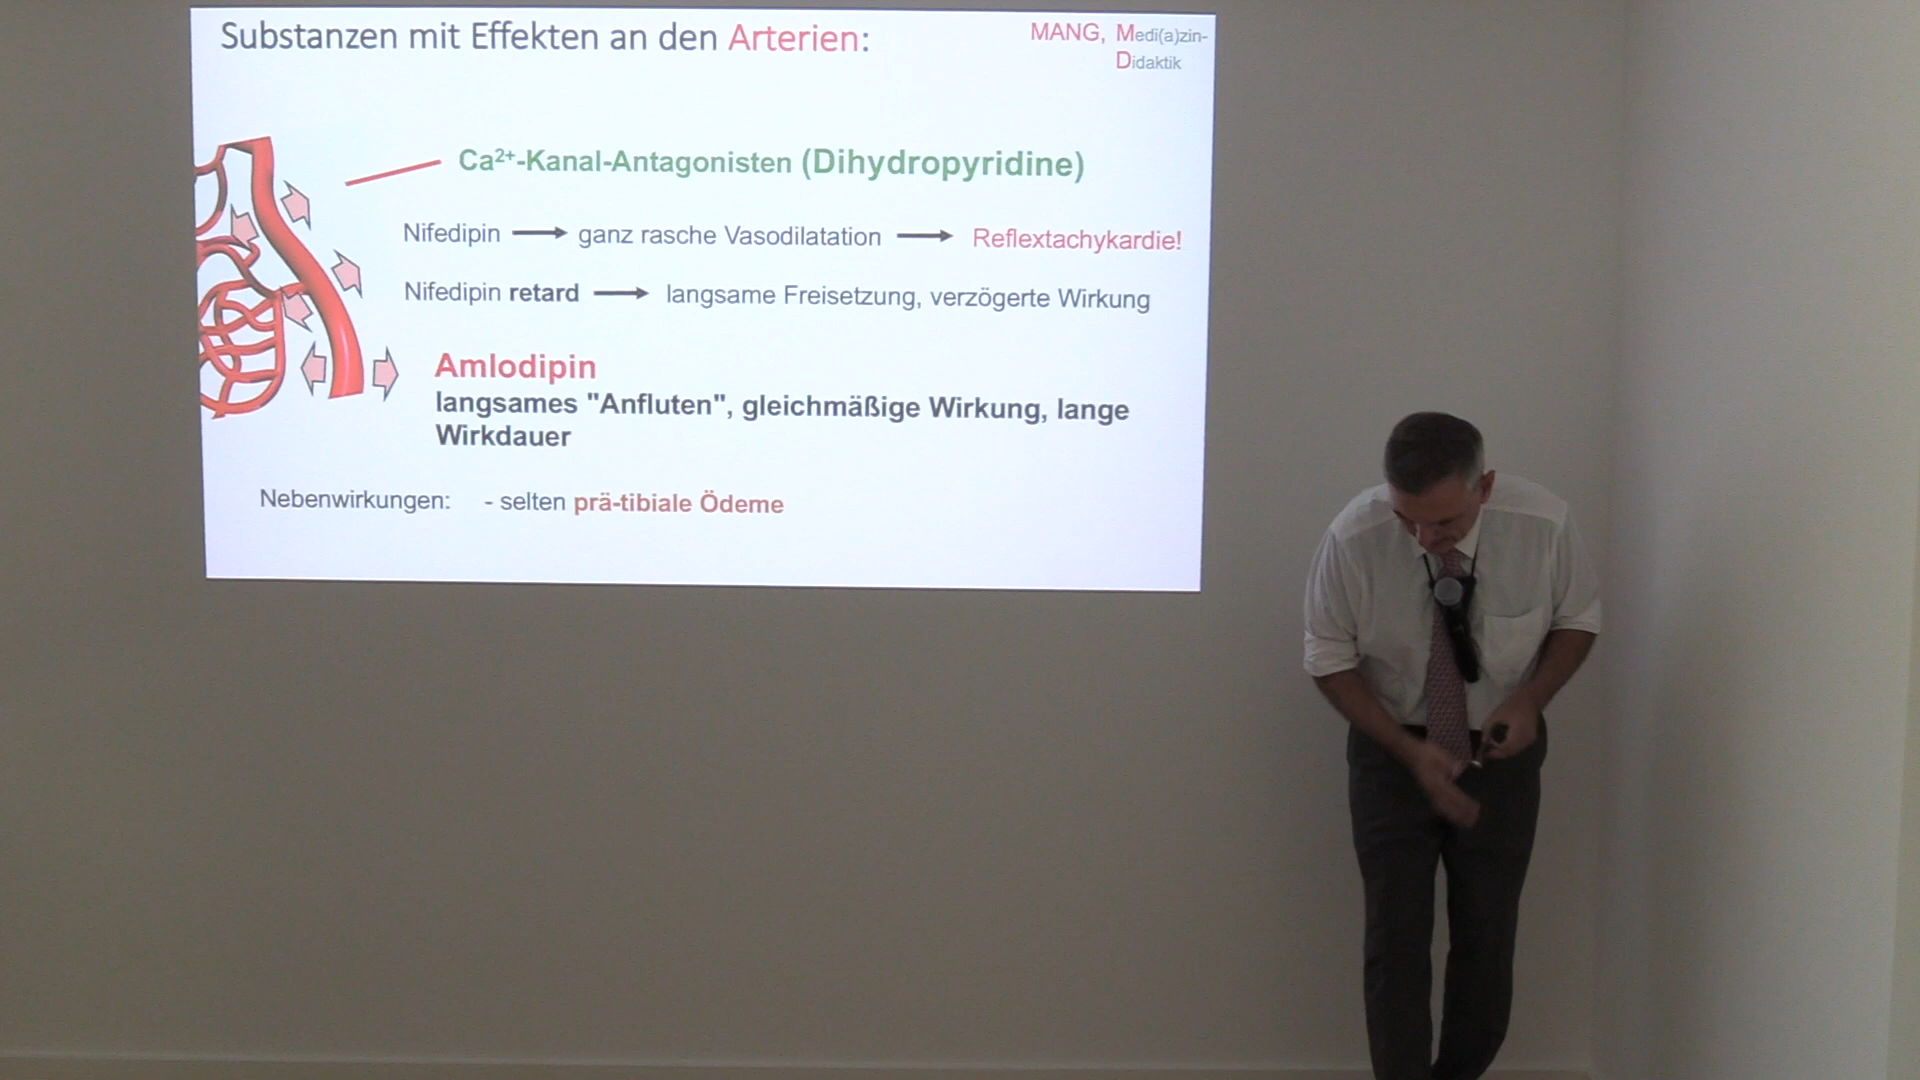 Substanzen mit Effekten an den Arterien:
MANG, Medi(a)zin-
Didaktik
Ca²⁺-Kanal-Antagonisten (Dihydropyridine)
Nifedipin → ganz rasche Vasodilatation → Reflextachykardie!
Nifedipin retard → langsame Freisetzung, verzögerte Wirkung
Amlodipin
langsames "Anfluten", gleichmäßige Wirkung, lange
Wirkdauer
Nebenwirkungen: - selten prä-tibiale Ödeme